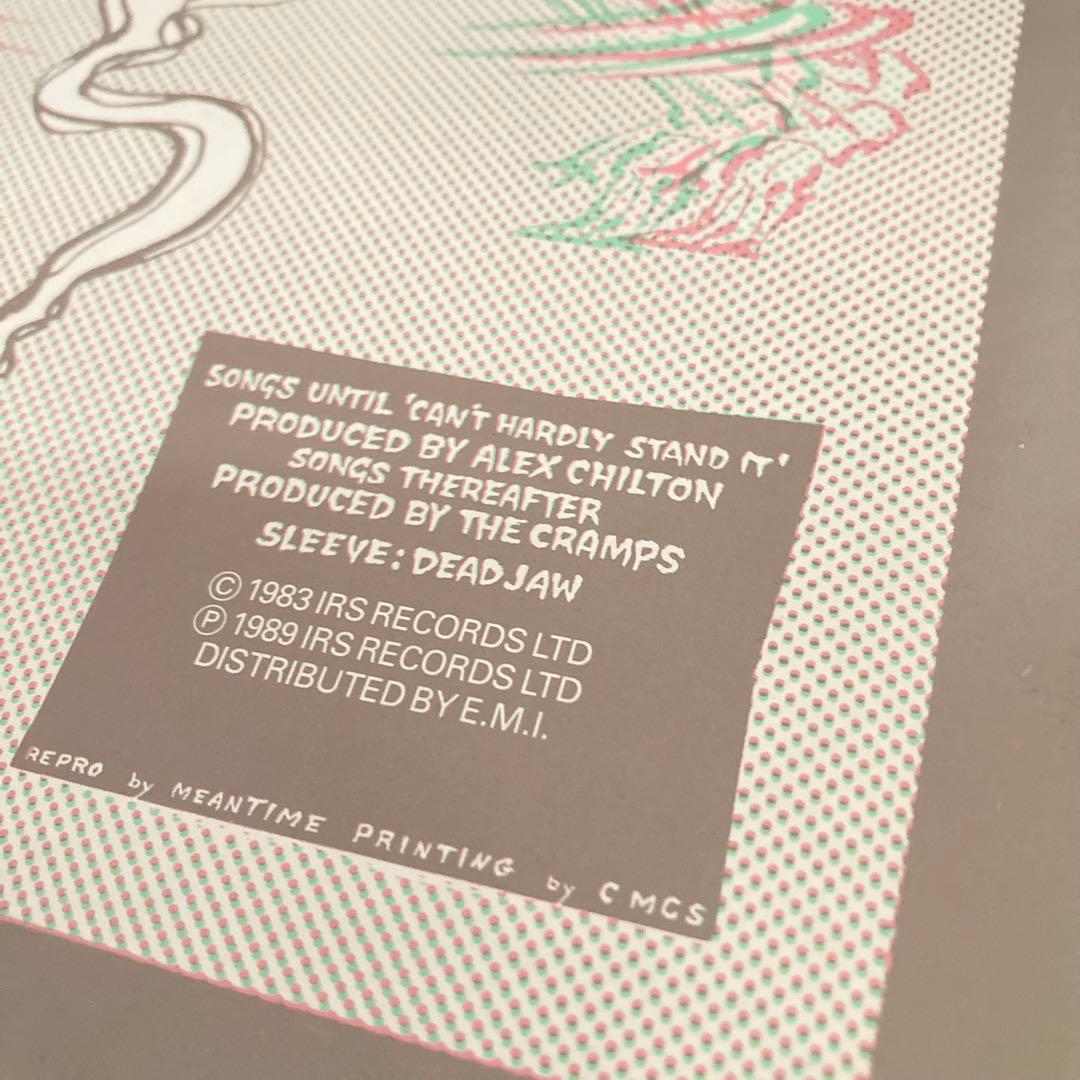 SONGS UNTIL 'CAN'T HARDLY STAND IT'
PRODUCED BY ALEX CHILTON
SONGS THEREAFTER
PRODUCED BY THE CRAMPS
SLEEVE: DEADJAW
© 1983 IRS RECORDS LTD
℗ 1989 IRS RECORDS LTD
DISTRIBUTED BY E.M.I.
REPRO by MEANTIME PRINTING by CMCS